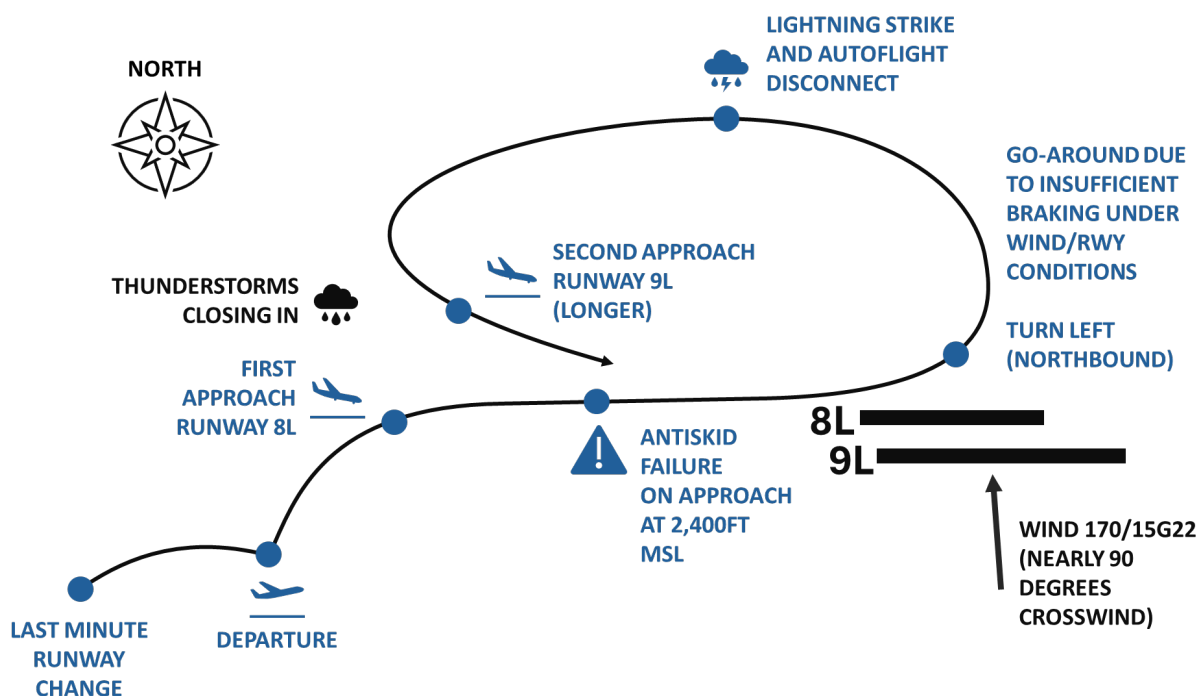 LIGHTNING STRIKE
AND AUTOFLIGHT
DISCONNECT
NORTH
GO-AROUND DUE
TO INSUFFICIENT
BRAKING UNDER
WIND/RWY
CONDITIONS
SECOND APPROACH
RUNWAY 9L
(LONGER)
THUNDERSTORMS
CLOSING IN
TURN LEFT
(NORTHBOUND)
FIRST
APPROACH
RUNWAY 8L
8L
9L
ANTISKID
FAILURE
ON APPROACH
AT 2,400FT
MSL
WIND 170/15G22
(NEARLY 90
DEGREES
CROSSWIND)
DEPARTURE
LAST MINUTE
RUNWAY
CHANGE